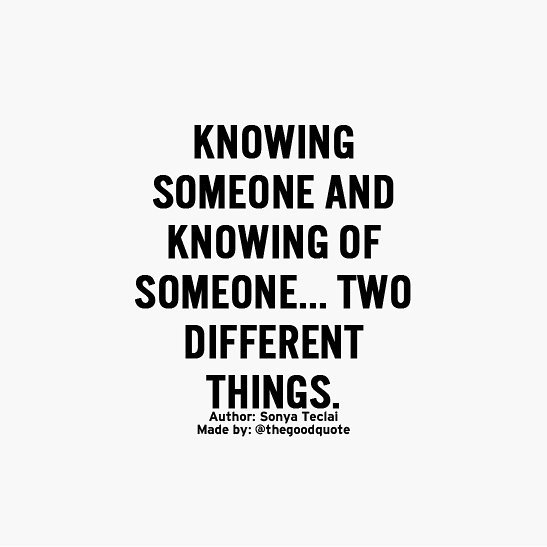 KNOWING
SOMEONE AND
KNOWING OF
SOMEONE... TWO
DIFFERENT
THINGS.
Author: Sonya Teclai
Made by: @thegoodquote